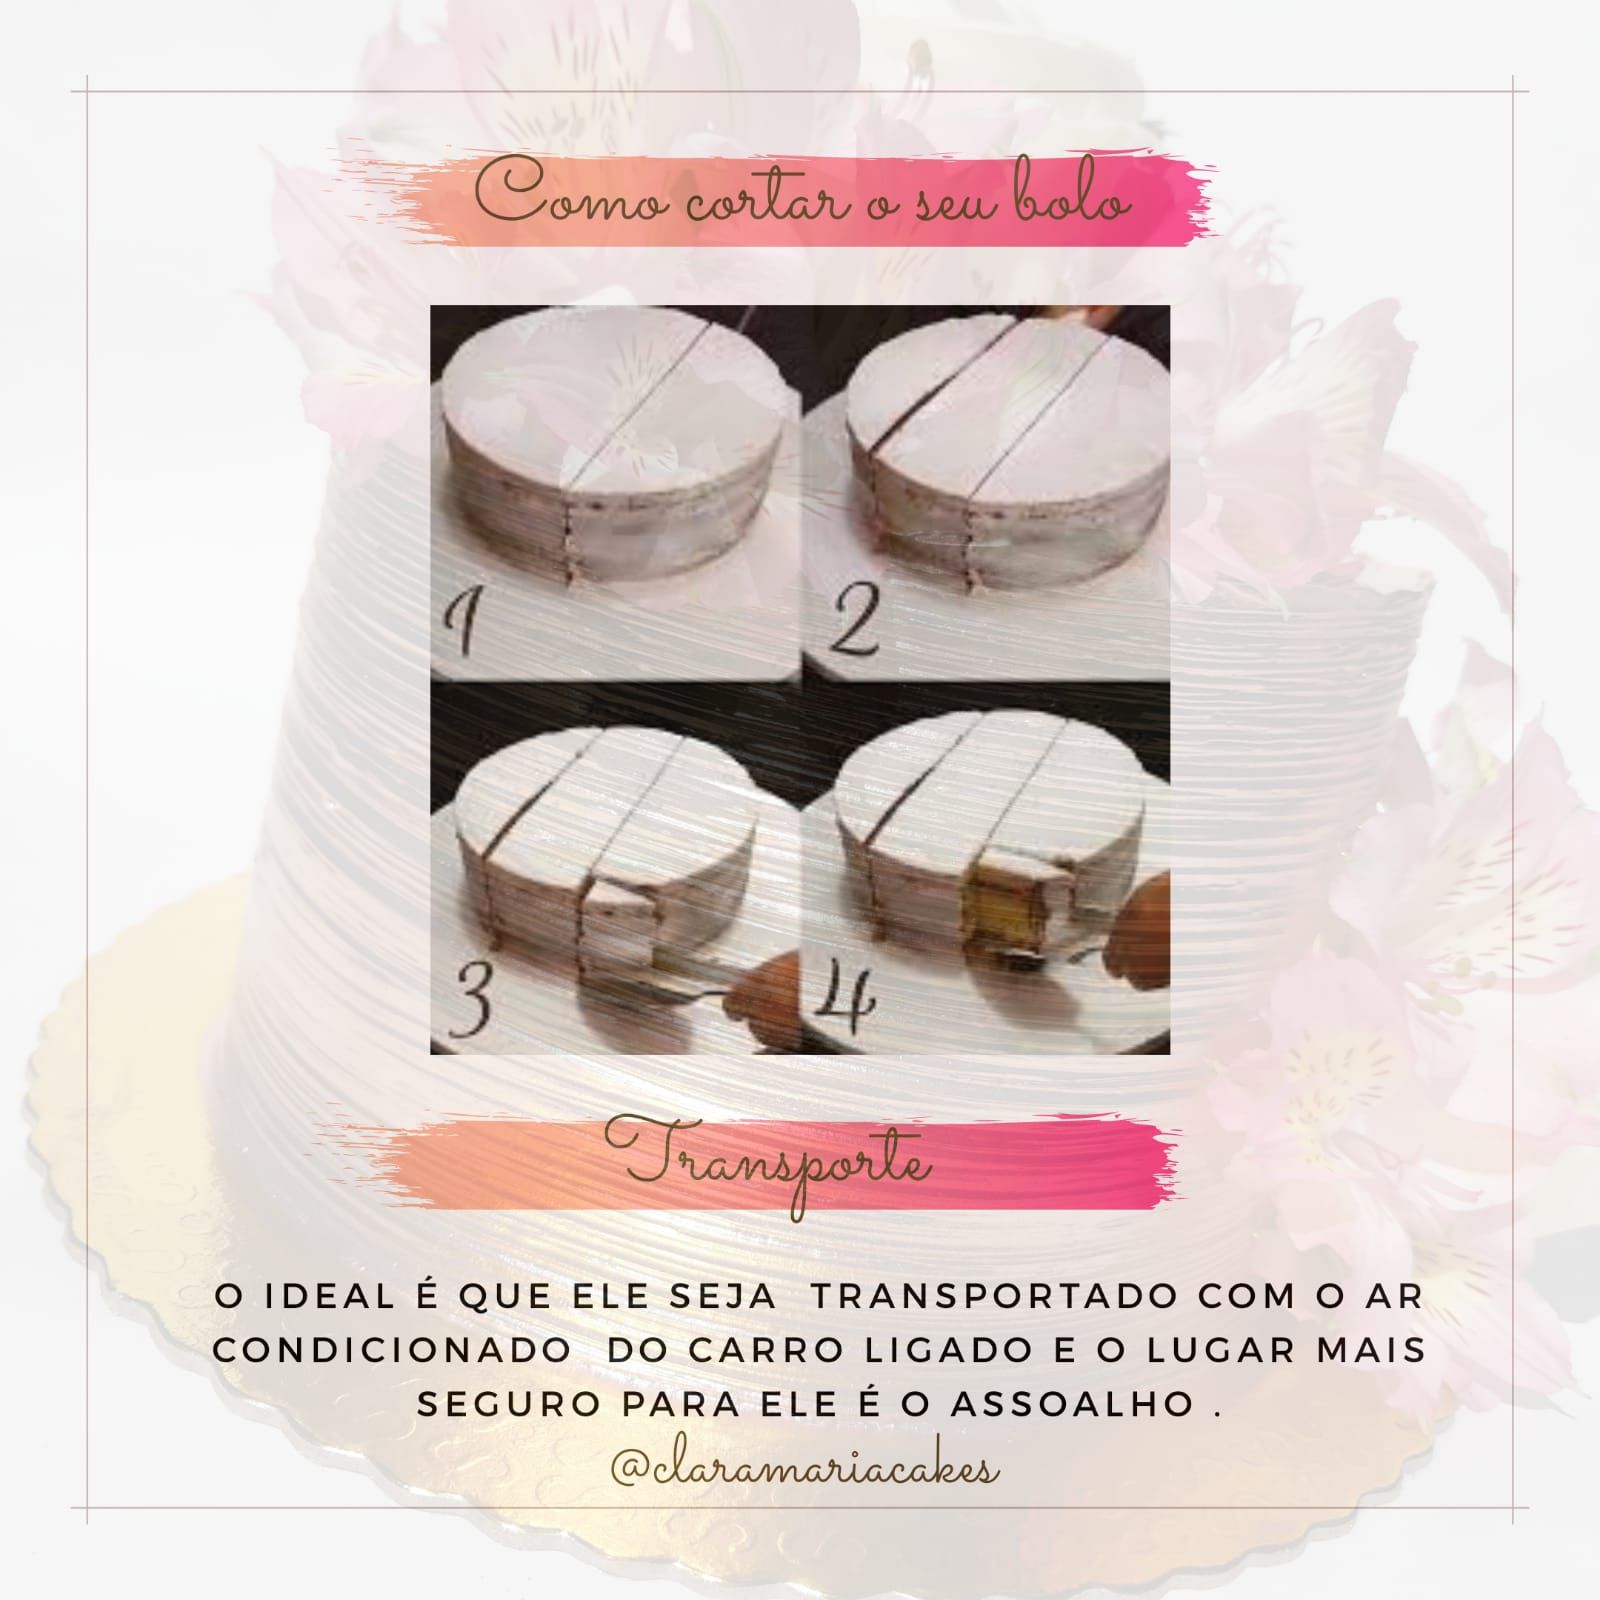 Como cortar o seu bolo
1
2
3
4
Transporte
O IDEAL É QUE ELE SEJA TRANSPORTADO COM O AR
CONDICIONADO DO CARRO LIGADO E O LUGAR MAIS
SEGURO PARA ELE É O ASSOALHO .
@claramariacakes